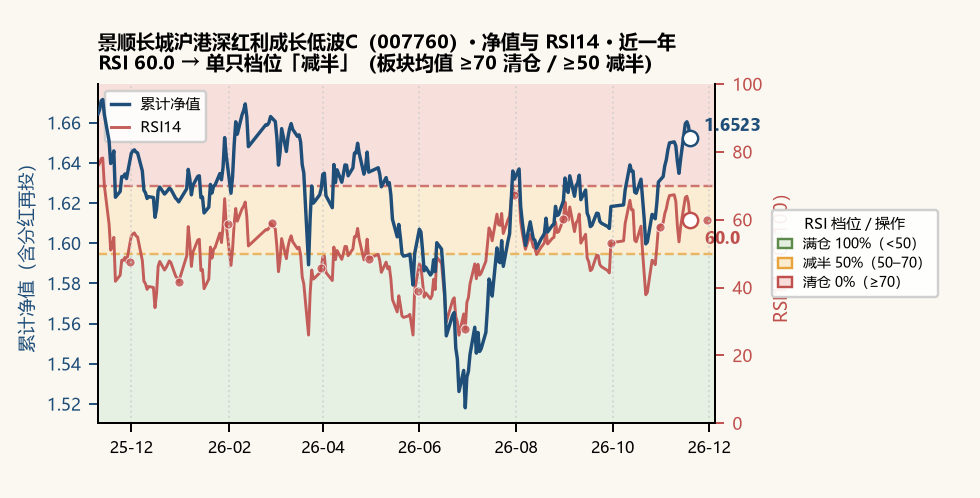 景顺长城沪港深红利成长低波C（007760）·净值与 RSI14·近一年
RSI 60.0 → 单只档位「减半」（板块均值 ≥70 清仓 / ≥50 减半）
累计净值
RSI14
累计净值（含分红再投）
1.66
1.64
1.62
1.60
1.58
1.56
1.54
1.52
100
80
60
40
20
0
1.6523
60.0
RSI
RSI 档位 / 操作
满仓 100%（<50）
减半 50%（50–70）
清仓 0%（≥70）
25-12
26-02
26-04
26-06
26-08
26-10
26-12